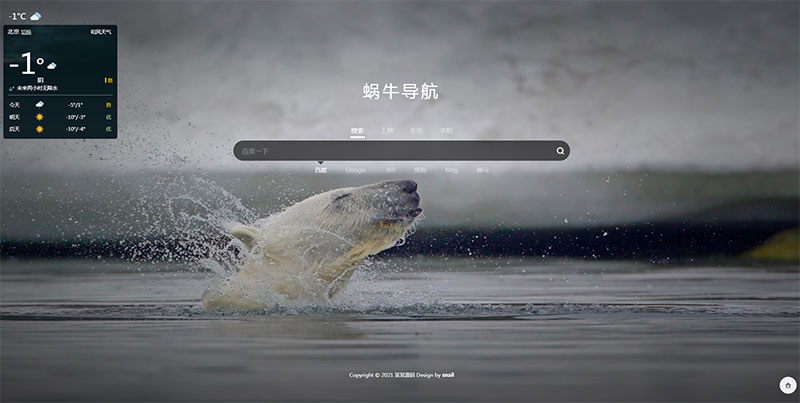 -1°C
北京 切换 和风天气
-1°
阴 良
未来两小时无降水
今天 -5°/1° 良
明天 -10°/-3° 优
后天 -10°/-4° 优
蜗牛导航
搜索 工具 生活 求职
百度一下
百度 Google 360 搜狗 Bing 神马
Copyright © 2021 某某源码 Design by snail